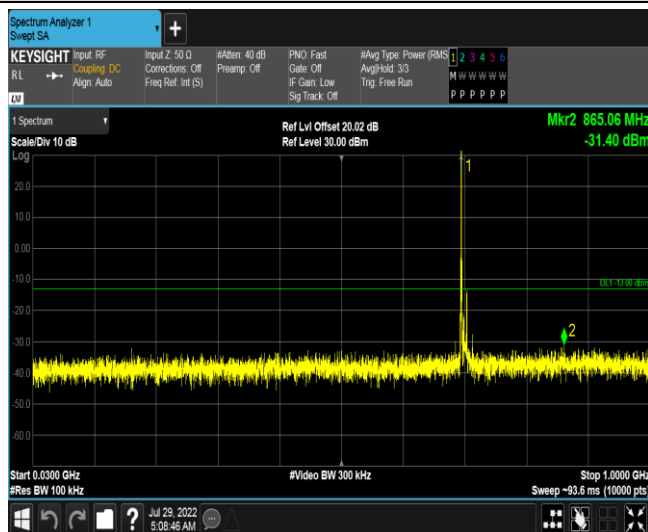 Spectrum Analyzer 1
Swept SA
+
KEYSIGHT Input: RF Input Z: 50 Ω #Atten: 40 dB PNO: Fast #Avg Type: Power (RMS 1 2 3 4 5 6
RL Coupling: DC Corrections: Off Preamp: Off Gate: Off Avg|Hold: 3/3 M W W W W W
Align: Auto Freq Ref: Int (S) IF Gain: Low Trig: Free Run
Sig Track: Off P P P P P P
LXI
1 Spectrum Ref Lvl Offset 20.02 dB Mkr2 865.06 MHz
Scale/Div 10 dB Ref Level 30.00 dBm -31.40 dBm
Log
1
20.0
10.0
0.00
-10.0
DL1 -13.00 dBm
-20.0
2
-30.0
-40.0
-50.0
-60.0
Start 0.0300 GHz #Video BW 300 kHz Stop 1.0000 GHz
#Res BW 100 kHz Sweep ~93.6 ms (10000 pts)
? Jul 29, 2022
5:08:46 AM